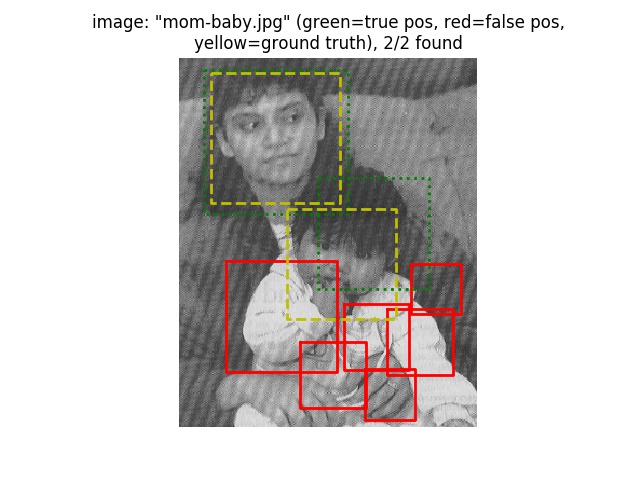 image: "mom-baby.jpg" (green=true pos, red=false pos,
yellow=ground truth), 2/2 found